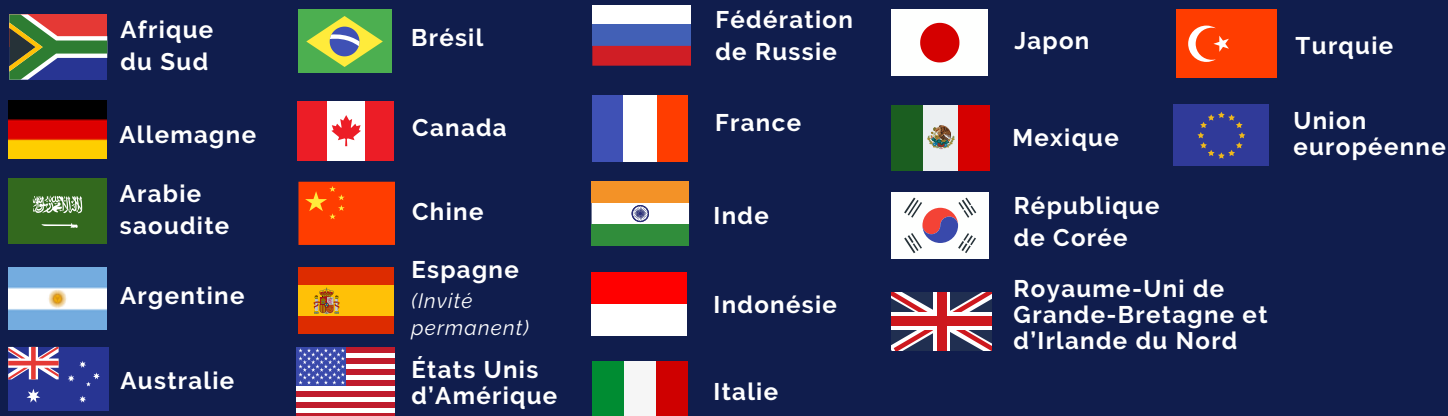 Afrique
du Sud
Allemagne
Arabie
saoudite
Argentine
Australie
Brésil
Canada
Chine
Espagne
(Invité
permanent)
États Unis
d'Amérique
Fédération
de Russie
France
Inde
Indonésie
Italie
Japon
Mexique
République
de Corée
Royaume-Uni de
Grande-Bretagne et
d'Irlande du Nord
Turquie
Union
européenne